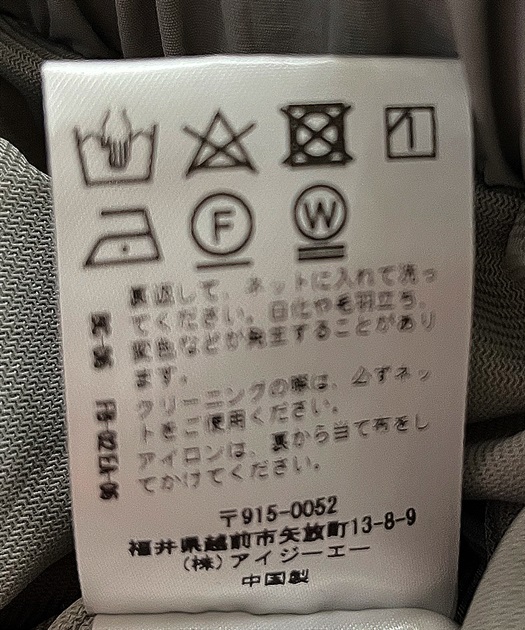 F W
裏返して、ネットに入れて洗っ
てください。白化や毛羽立ち、
変色などが発生することがあり
ます。
クリーニングの際は、必ずネッ
トをご使用ください。
アイロンは、裏から当て布をし
てかけてください。
〒915-0052
福井県越前市矢放町13-8-9
(株)アイジーエー
中国製